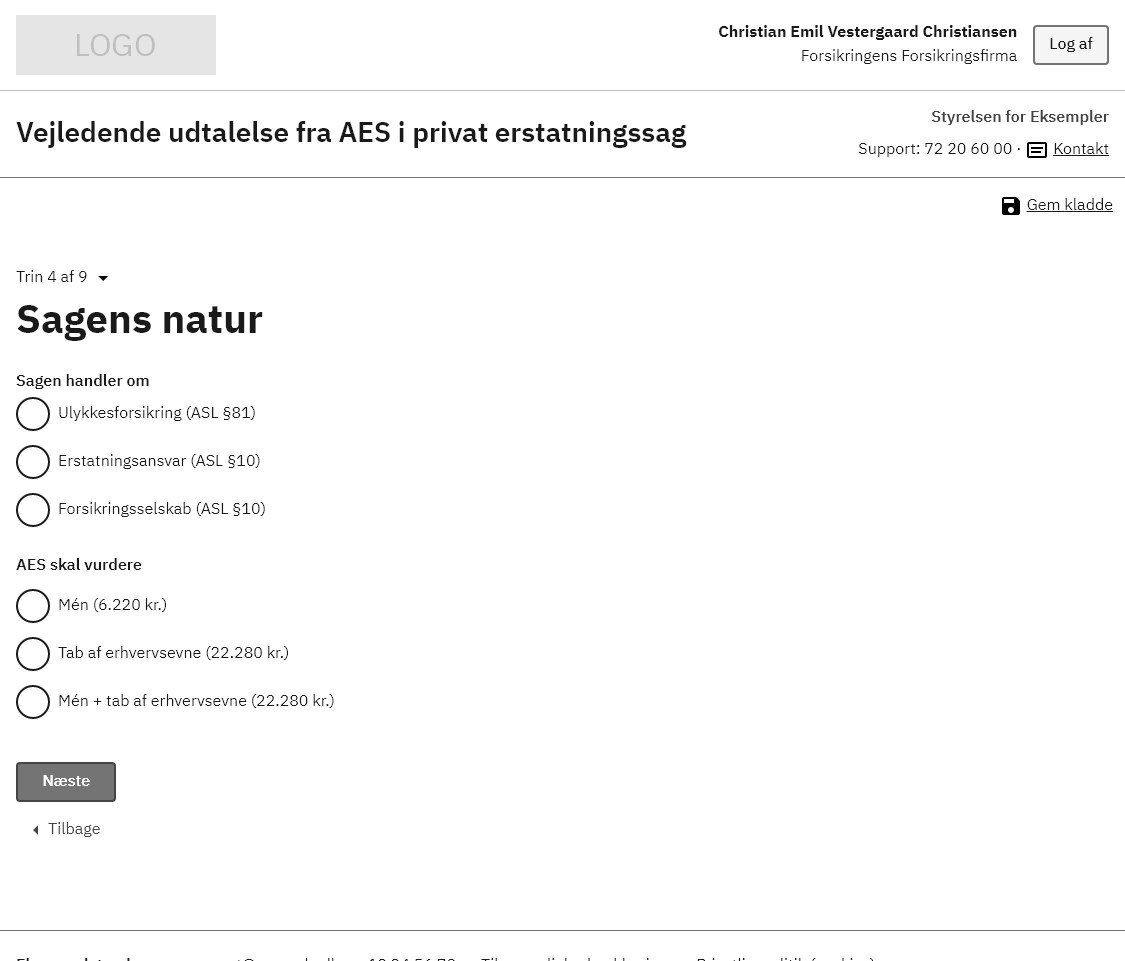 LOGO
Christian Emil Vestergaard Christiansen
Forsikringens Forsikringsfirma
Log af
Vejledende udtalelse fra AES i privat erstatningssag
Styrelsen for Eksempler
Support: 72 20 60 00 · Kontakt
Gem kladde
Trin 4 af 9
Sagens natur
Sagen handler om
Ulykkesforsikring (ASL §81)
Erstatningsansvar (ASL §10)
Forsikringsselskab (ASL §10)
AES skal vurdere
Mén (6.220 kr.)
Tab af erhvervsevne (22.280 kr.)
Mén + tab af erhvervsevne (22.280 kr.)
Næste
Tilbage